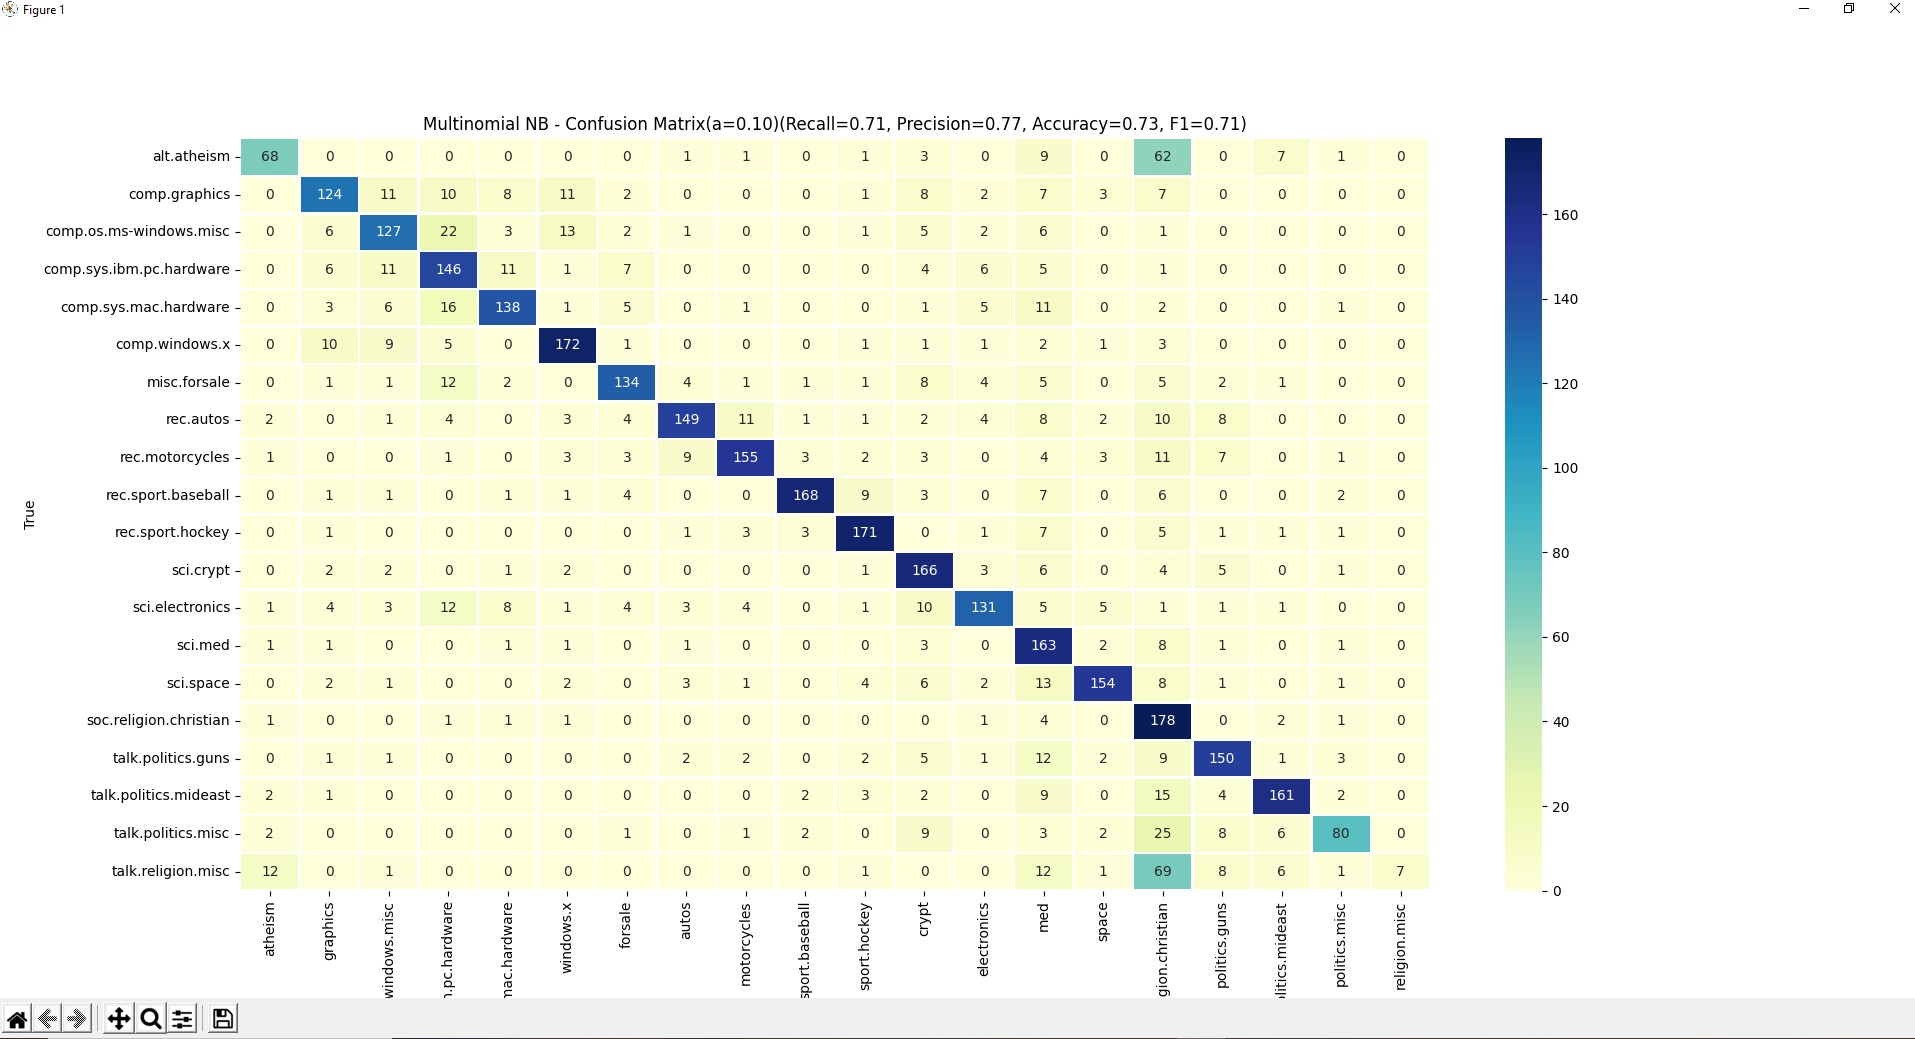 Figure 1
Multinomial NB - Confusion Matrix(a=0.10)(Recall=0.71, Precision=0.77, Accuracy=0.73, F1=0.71)
alt.atheism 68 0 0 0 0 0 0 1 1 0 1 3 0 9 0 62 0 7 1 0
comp.graphics 0 124 11 10 8 11 2 0 0 0 1 8 2 7 3 7 0 0 0 0
comp.os.ms-windows.misc 0 6 127 22 3 13 2 1 0 0 1 5 2 6 0 1 0 0 0 0
comp.sys.ibm.pc.hardware 0 6 11 146 11 1 7 0 0 0 0 4 6 5 0 1 0 0 0 0
comp.sys.mac.hardware 0 3 6 16 138 1 5 0 1 0 0 1 5 11 0 2 0 0 1 0
comp.windows.x 0 10 9 5 0 172 1 0 0 0 1 1 1 2 1 3 0 0 0 0
misc.forsale 0 1 1 12 2 0 134 4 1 1 1 8 4 5 0 5 2 1 0 0
rec.autos 2 0 1 4 0 3 4 149 11 1 1 2 4 8 2 10 8 0 0 0
rec.motorcycles 1 0 0 1 0 3 3 9 155 3 2 3 0 4 3 11 7 0 1 0
rec.sport.baseball 0 1 1 0 1 1 4 0 0 168 9 3 0 7 0 6 0 0 2 0
rec.sport.hockey 0 1 0 0 0 0 0 1 3 3 171 0 1 7 0 5 1 1 1 0
sci.crypt 0 2 2 0 1 2 0 0 0 0 1 166 3 6 0 4 5 0 1 0
sci.electronics 1 4 3 12 8 1 4 3 4 0 1 10 131 5 5 1 1 1 0 0
sci.med 1 1 0 0 1 1 0 1 0 0 0 3 0 163 2 8 1 0 1 0
sci.space 0 2 1 0 0 2 0 3 1 0 4 6 2 13 154 8 1 0 1 0
soc.religion.christian 1 0 0 1 1 1 0 0 0 0 0 0 1 4 0 178 0 2 1 0
talk.politics.guns 0 1 1 0 0 0 0 2 2 0 2 5 1 12 2 9 150 1 3 0
talk.politics.mideast 2 1 0 0 0 0 0 0 0 2 3 2 0 9 0 15 4 161 2 0
talk.politics.misc 2 0 0 0 0 0 1 0 1 2 0 9 0 3 2 25 8 6 80 0
talk.religion.misc 12 0 1 0 0 0 0 0 0 0 1 0 0 12 1 69 8 6 1 7
True
atheism
graphics
windows.misc
n.pc.hardware
mac.hardware
windows.x
forsale
autos
motorcycles
sport.baseball
sport.hockey
crypt
electronics
med
space
gion.christian
politics.guns
olitics.mideast
politics.misc
religion.misc
160
140
120
100
80
60
40
20
0